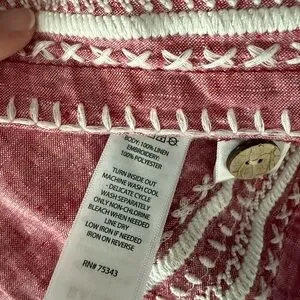 BODY: 100% LINEN
EMBROIDERY:
100% POLYESTER
TURN INSIDE OUT
MACHINE WASH COOL
- DELICATE CYCLE
WASH SEPARATELY
ONLY NON-CHLORINE
BLEACH WHEN NEEDED
LINE DRY
LOW IRON IF NEEDED
IRON ON REVERSE
RN# 75343